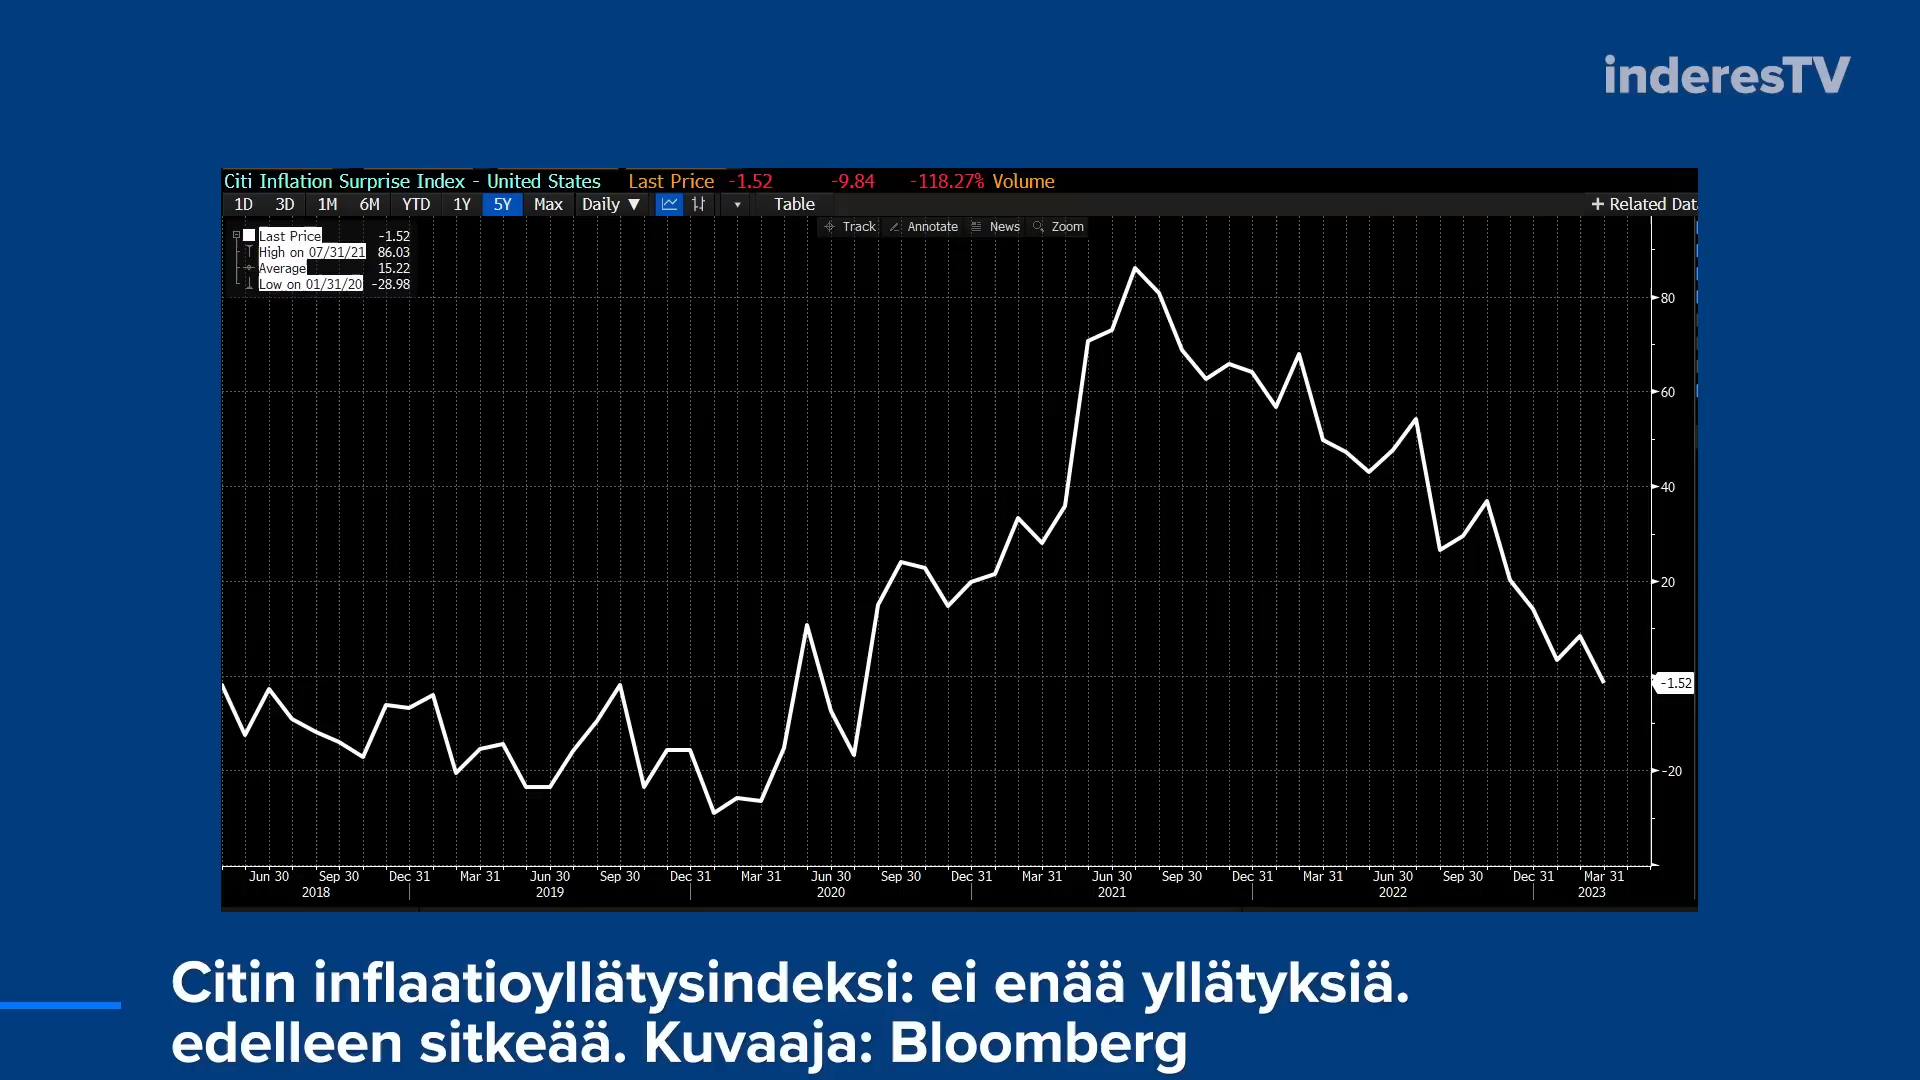 inderesTV
Citi Inflation Surprise Index - United States Last Price -1.52 -9.84 -118.27% Volume
1D 3D 1M 6M YTD 1Y 5Y Max Daily ▼ Table + Related Dat
Track Annotate News Zoom
Last Price -1.52
High on 07/31/21 86.03
Average 15.22
Low on 01/31/20 -28.98
80
60
40
20
-1.52
-20
Jun 30 Sep 30 Dec 31 Mar 31 Jun 30 Sep 30 Dec 31 Mar 31 Jun 30 Sep 30 Dec 31 Mar 31 Jun 30 Sep 30 Dec 31 Mar 31 Jun 30 Sep 30 Dec 31 Mar 31
2018 2019 2020 2021 2022 2023
Citin inflaatioyllätysindeksi: ei enää yllätyksiä.
edelleen sitkeää. Kuvaaja: Bloomberg